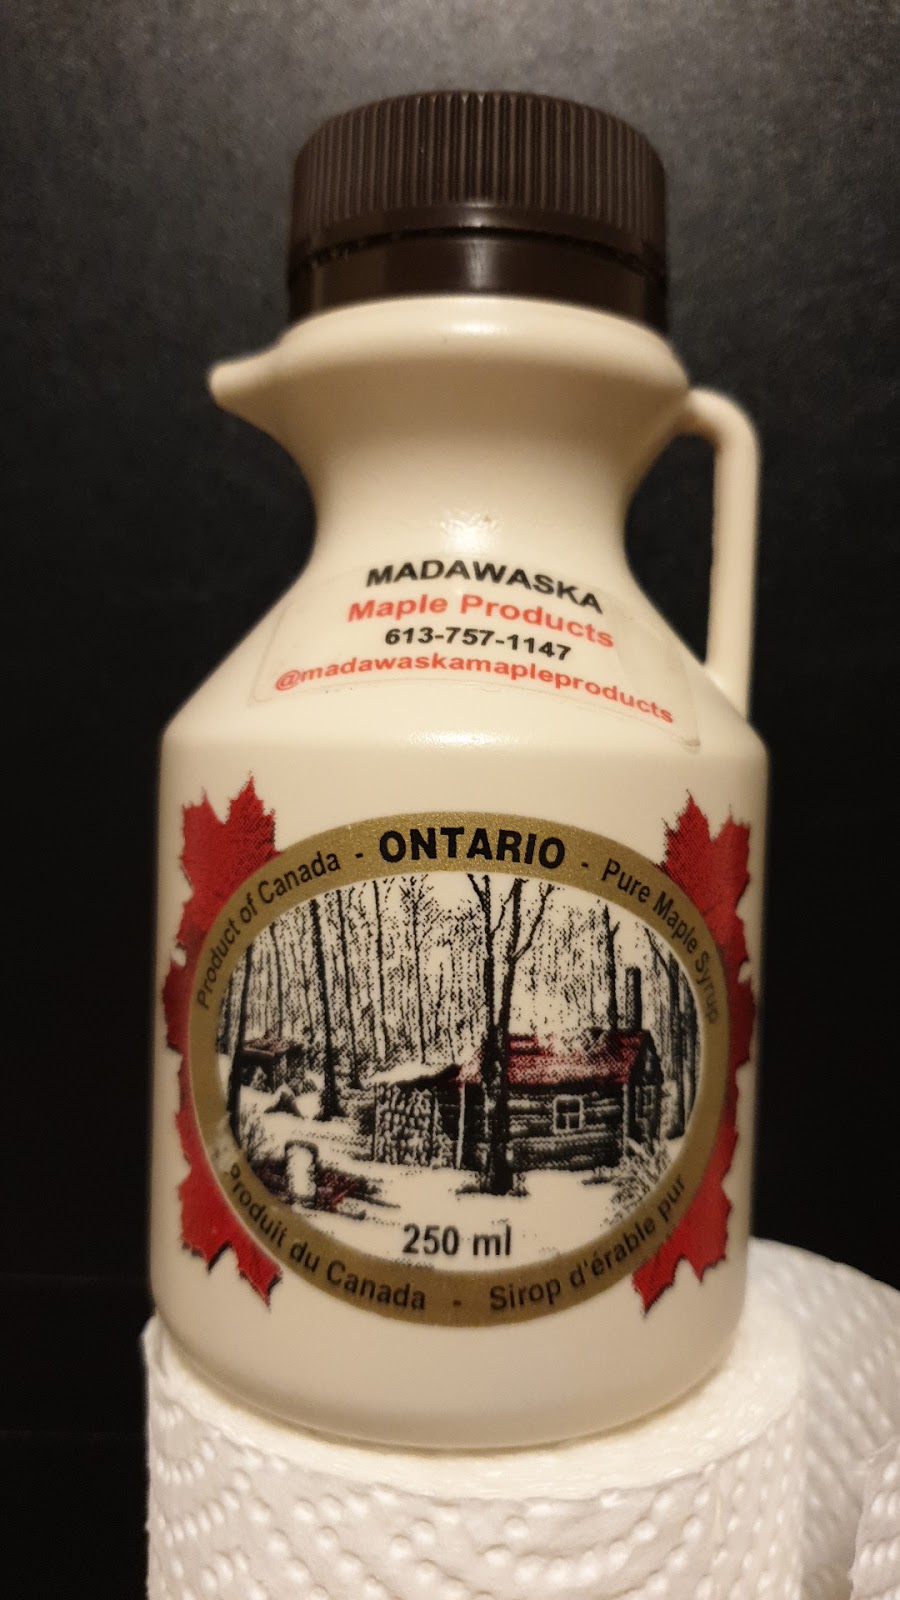 MADAWASKA
Maple Products
613-757-1147
@madawaskamapleproducts
Product of Canada - ONTARIO - Pure Maple Syrup
250 ml
Produit du Canada - Sirop d'érable pur